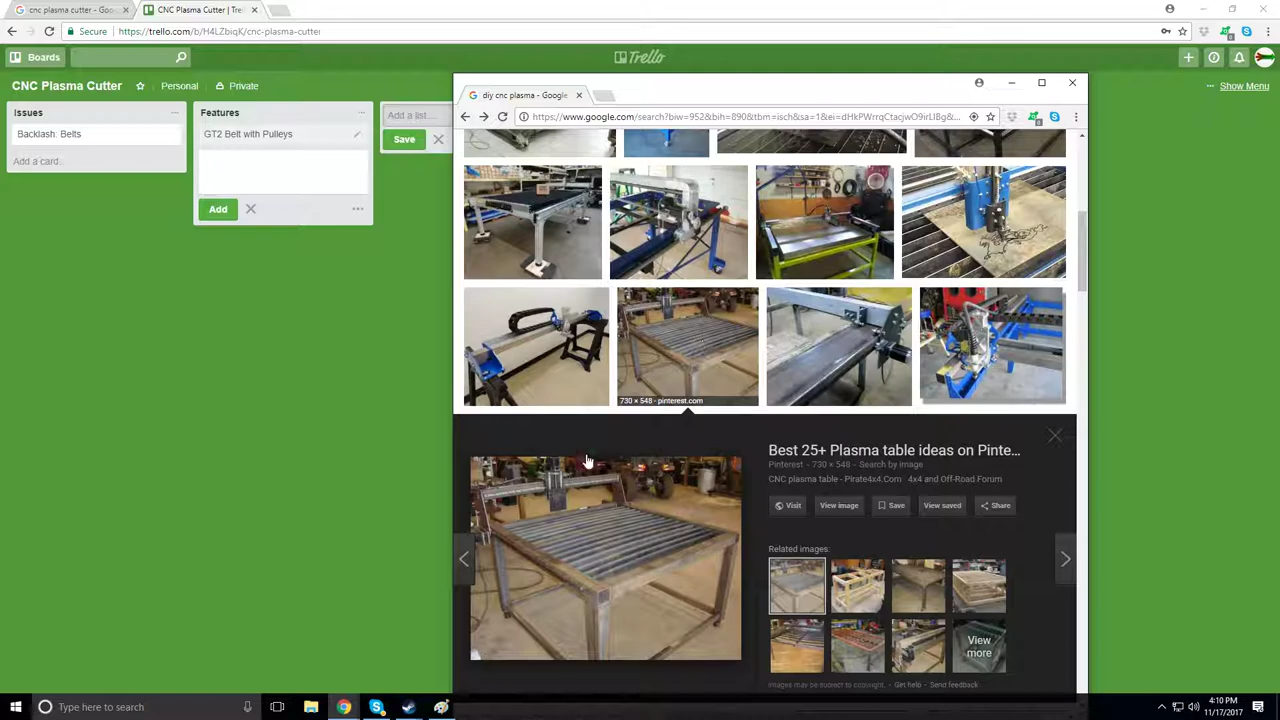 cnc plasma cutter - Goog
CNC Plasma Cutter | Trell
Secure
https://trello.com/b/H4LZbiqK/cnc-plasma-cutter
Boards
Trello
CNC Plasma Cutter
Personal
Private
Show Menu
Issues
Backlash: Belts
Add a card...
Features
GT2 Belt with Pulleys
Add
Add a list...
Save
diy cnc plasma - Google
https://www.google.com/search?biw=952&bih=890&tbm=isch&sa=1&ei=dHkPWrrqCtacjwO9irLIBg&
730 × 548 - pinterest.com
Best 25+ Plasma table ideas on Pinte...
Pinterest - 730 × 548 - Search by image
CNC plasma table - Pirate4x4.Com : 4x4 and Off-Road Forum
Visit
View image
Save
View saved
Share
Related images:
View
more
Images may be subject to copyright.
- Get help - Send feedback
Type here to search
4:10 PM
11/17/2017